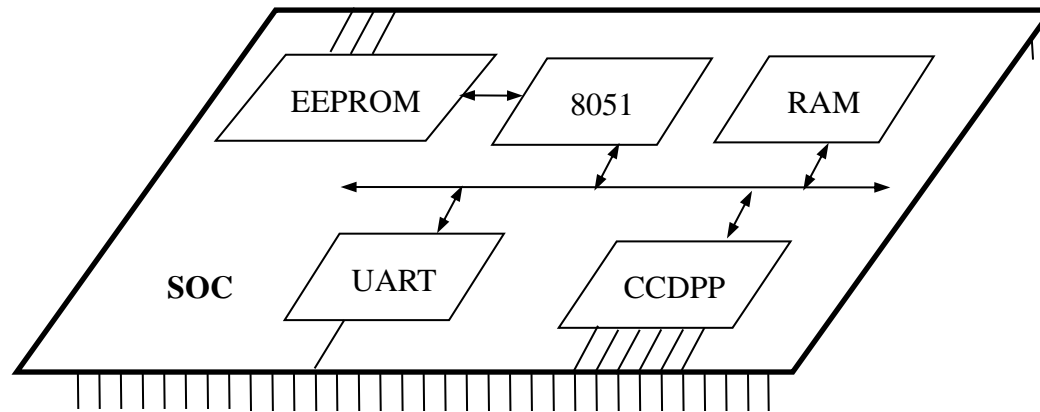 EEPROM
8051
RAM
SOC
UART
CCDPP